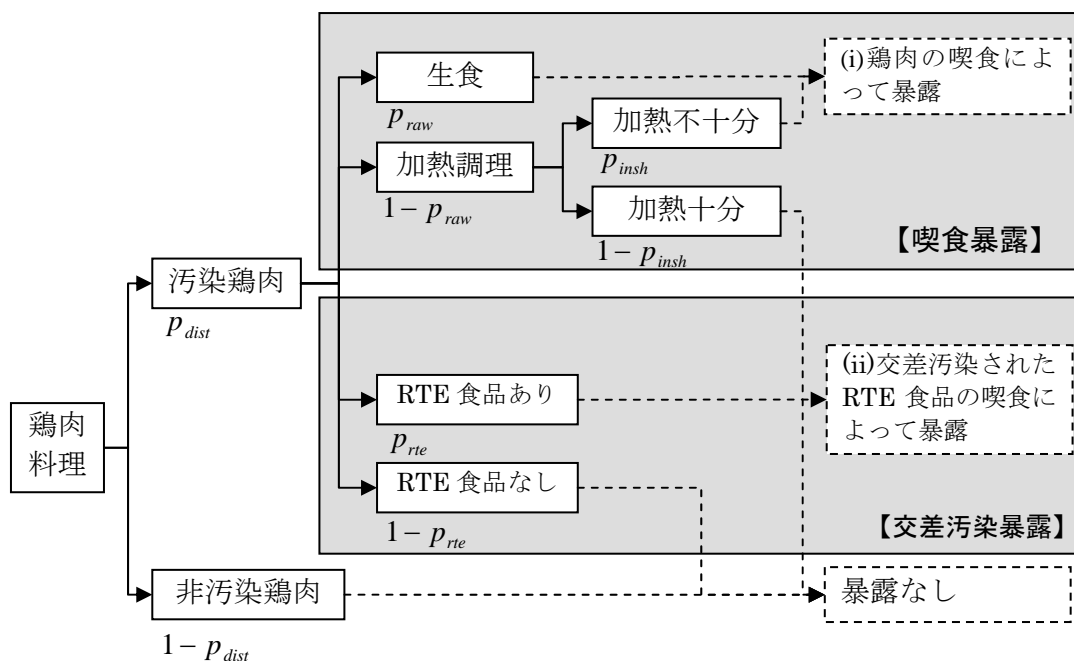 生食
p_raw
(i)鶏肉の喫食によ
って暴露
加熱調理
1− p_raw
加熱不十分
p_insh
加熱十分
1− p_insh
【喫食暴露】
汚染鶏肉
p_dist
鶏肉
料理
RTE 食品あり
p_rte
(ii)交差汚染された
RTE 食品の喫食に
よって暴露
RTE 食品なし
1− p_rte
【交差汚染暴露】
非汚染鶏肉
1− p_dist
暴露なし